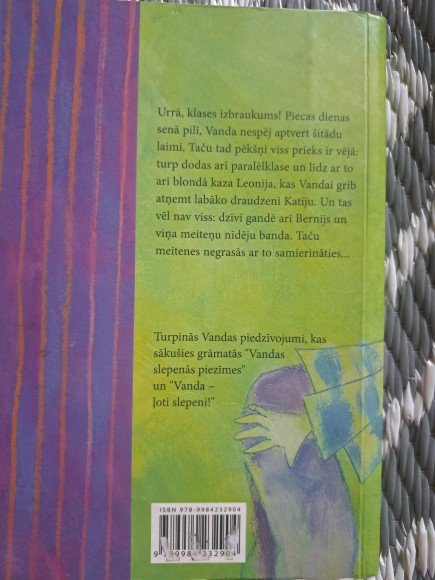 Urrā, klases izbraukums! Piecas dienas
senā pilī, Vanda nespēj aptvert šitādu
laimi. Taču tad pēkšņi viss prieks ir vējā:
turp dodas arī paralēlklase un līdz ar to
arī blondā kaza Leonija, kas Vandai grib
atņemt labāko draudzeni Katiju. Un tas
vēl nav viss: dzīvi gandē arī Bernijs un
viņa meiteņu nīdēju banda. Taču
meitenes negrasās ar to samierināties...
Turpinās Vandas piedzīvojumi, kas
sākušies grāmatās "Vandas
slepenās piezīmes"
un "Vanda –
ļoti slepeni!"
ISBN 978-9984232904
9 789984 232904